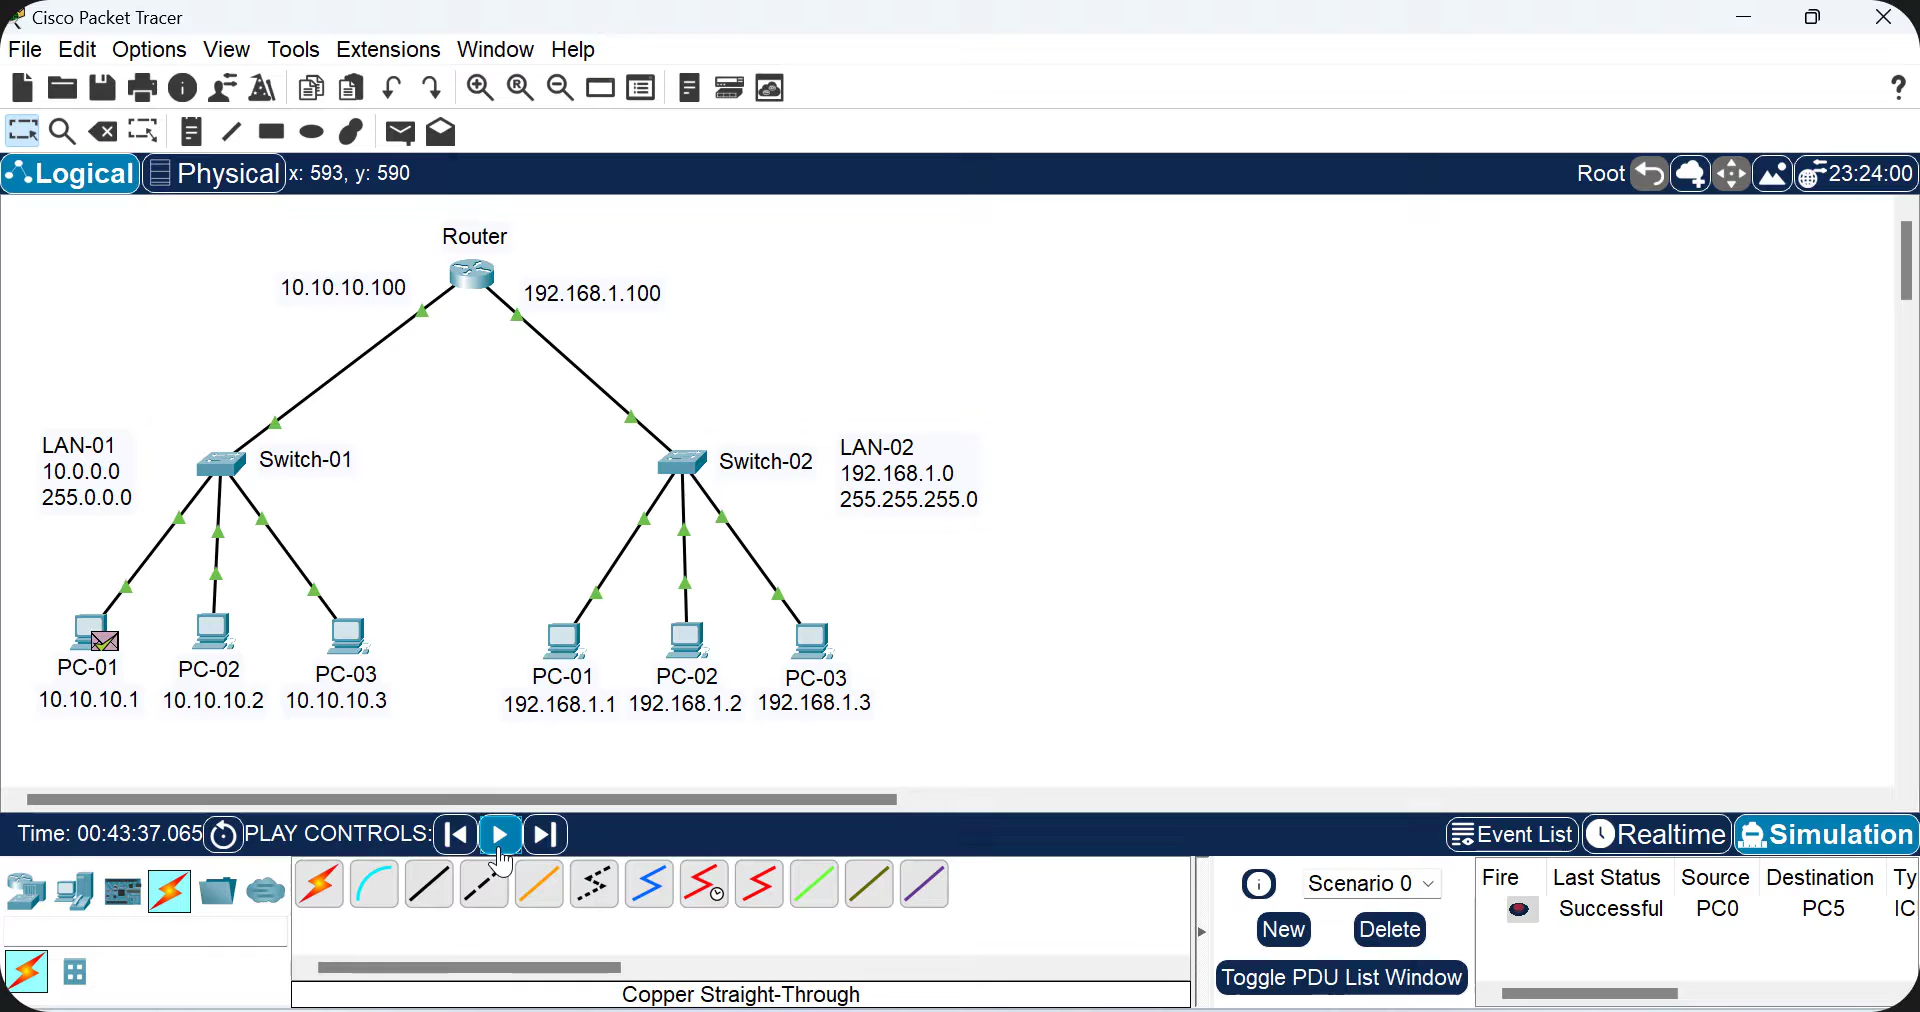 Cisco Packet Tracer
File Edit Options View Tools Extensions Window Help
?
Logical Physical x: 593, y: 590 Root 23:24:00
Router
10.10.10.100 192.168.1.100
LAN-01
10.0.0.0
255.0.0.0
Switch-01
Switch-02
LAN-02
192.168.1.0
255.255.255.0
PC-01 PC-02 PC-03 PC-01 PC-02 PC-03
10.10.10.1 10.10.10.2 10.10.10.3 192.168.1.1 192.168.1.2 192.168.1.3
Time: 00:43:37.065 PLAY CONTROLS: Event List Realtime Simulation
Scenario 0
New Delete
Toggle PDU List Window
Fire Last Status Source Destination Ty
Successful PC0 PC5 IC
Copper Straight-Through